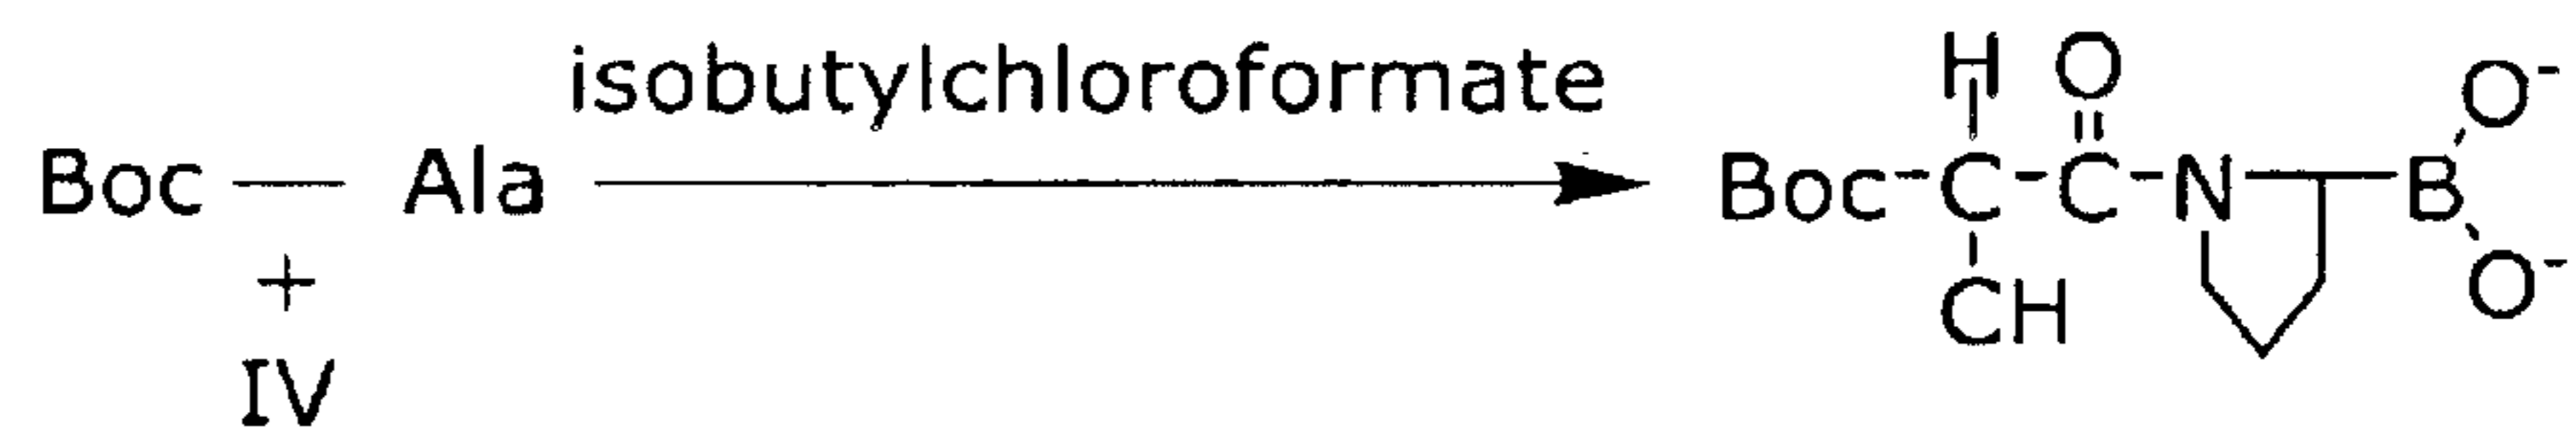 isobutylchloroformate
Boc — Ala
+
IV
H O
Boc-C-C-N B
O-
O-
CH